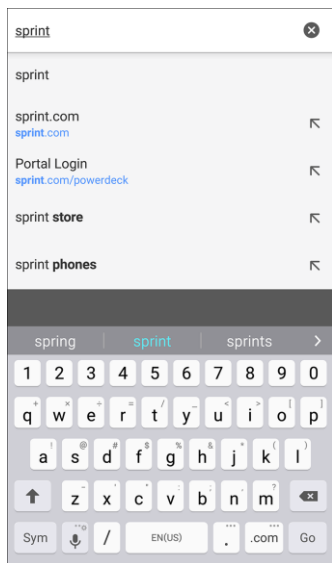 sprint
sprint
sprint.com
sprint.com
Portal Login
sprint.com/powerdeck
sprint store
sprint phones
spring sprint sprints >
1 2 3 4 5 6 7 8 9 0
q + w × e ÷ r = t / y _ u < i > o [ p ]
a ! s @ d # f $ g % h & j * k ( l )
z - x ' c " v : b ; n , m ?
Sym / EN(US) . .com Go